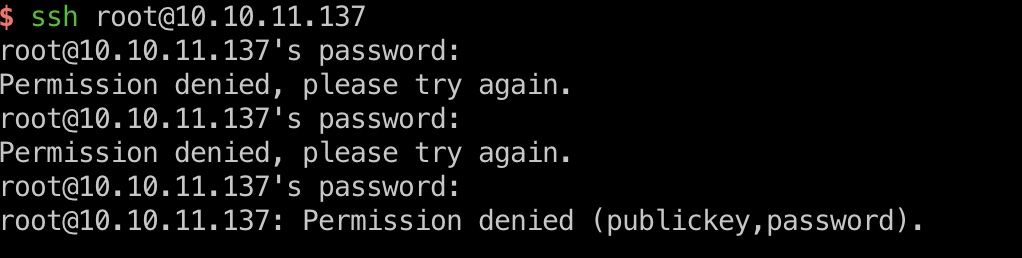 $ ssh root@10.10.11.137
root@10.10.11.137's password:
Permission denied, please try again.
root@10.10.11.137's password:
Permission denied, please try again.
root@10.10.11.137's password:
root@10.10.11.137: Permission denied (publickey,password).